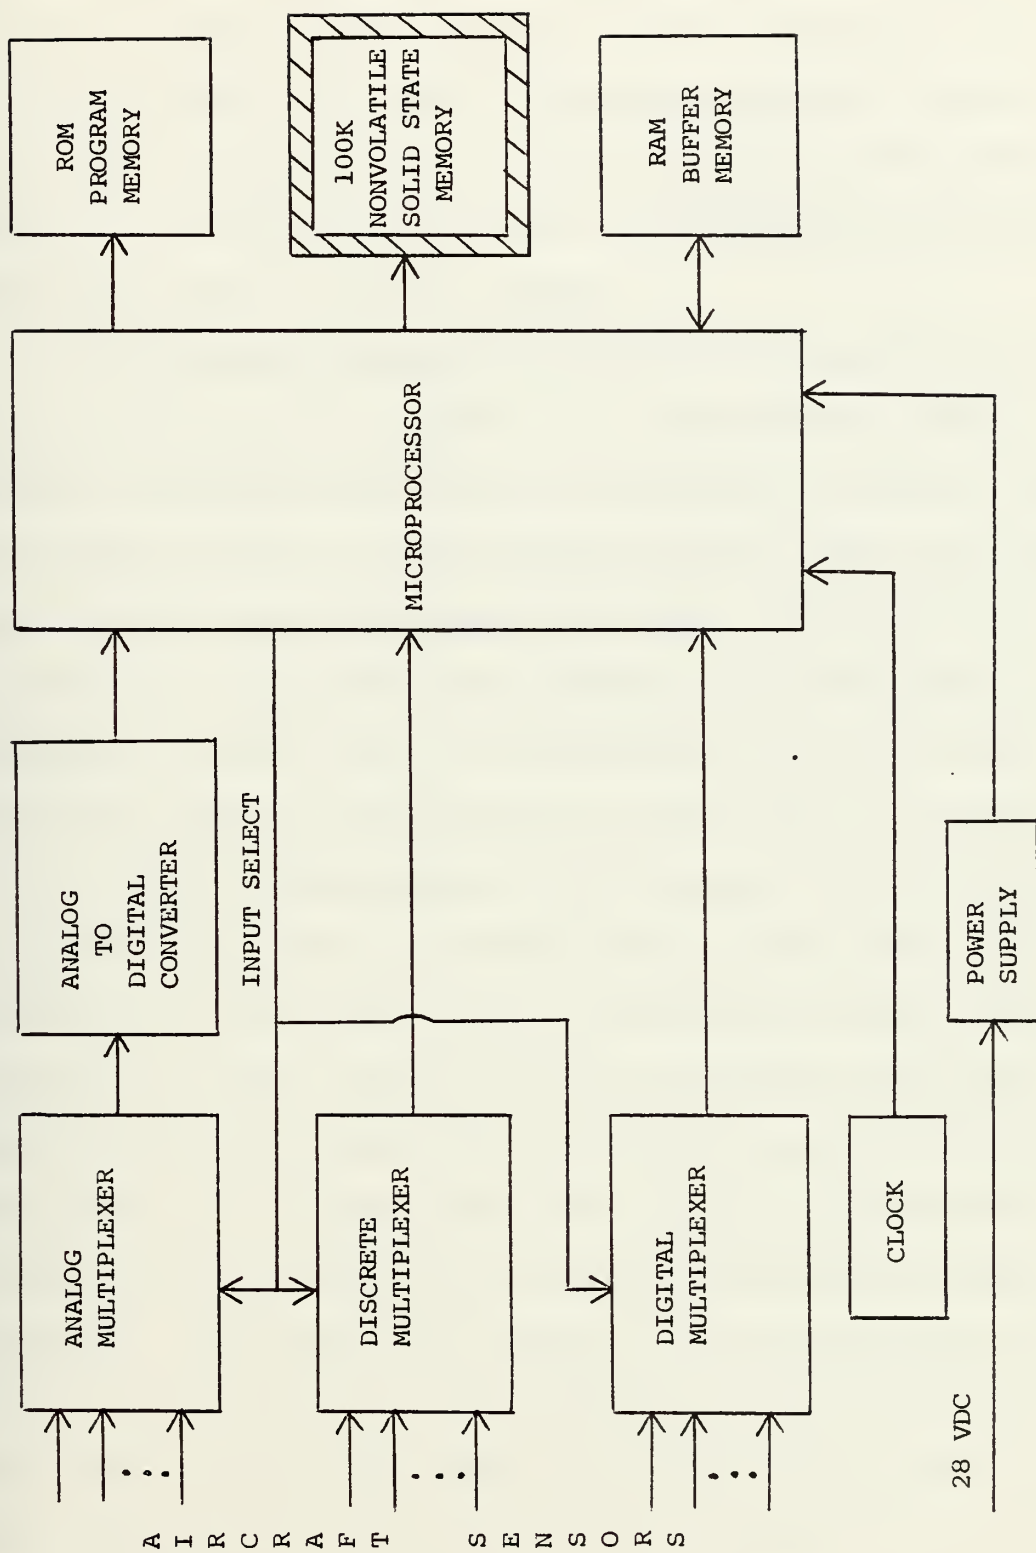 AIRCRAFT SENSORS
ANALOG
MULTIPLEXER
DISCRETE
MULTIPLEXER
DIGITAL
MULTIPLEXER
CLOCK
28 VDC
ANALOG
TO
DIGITAL
CONVERTER
INPUT SELECT
POWER
SUPPLY
MICROPROCESSOR
ROM
PROGRAM
MEMORY
100K
NONVOLATILE
SOLID STATE
MEMORY
RAM
BUFFER
MEMORY